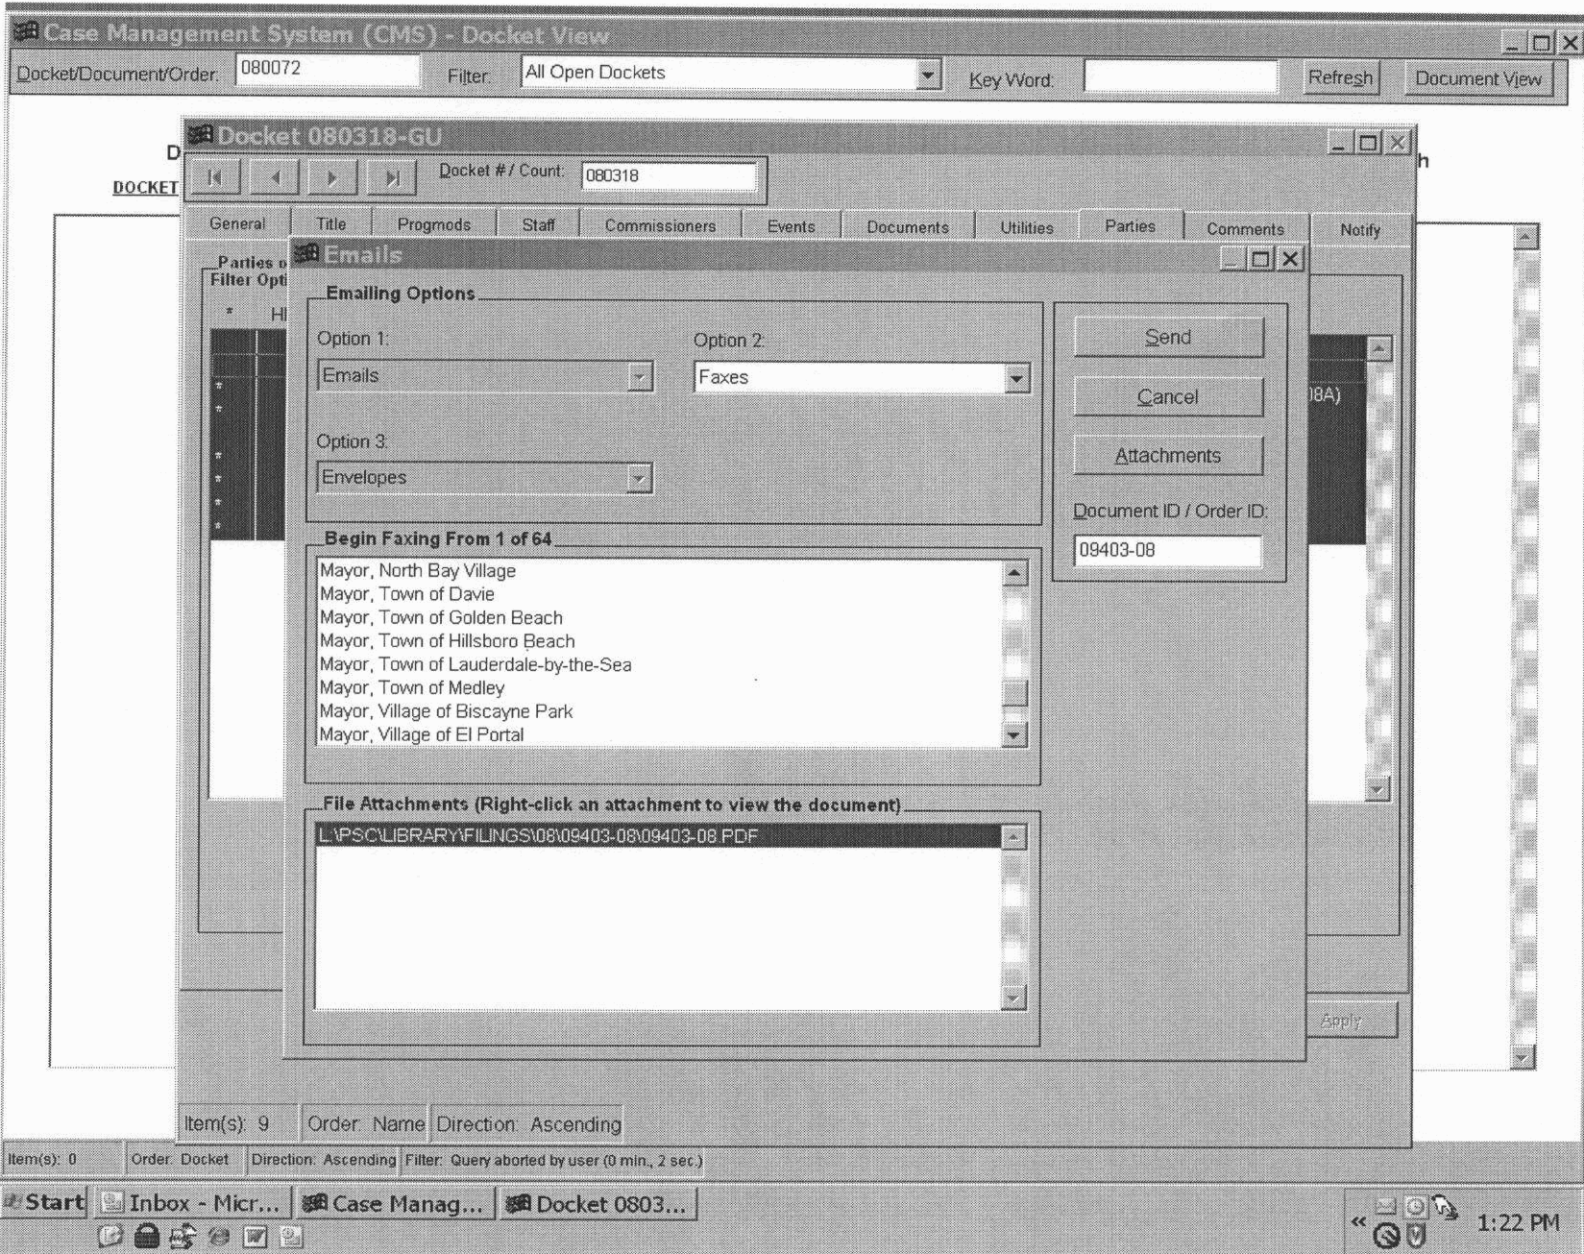 Case Management System (CMS) - Docket View
Docket/Document/Order: 080072 Filter: All Open Dockets Key Word: Refresh Document View
Docket 080318-GU
Docket # / Count: 080318
DOCKET
General Title Progmods Staff Commissioners Events Documents Utilities Parties Comments Notify
Parties
Filter Opti
Emails
Emailing Options
Option 1: Option 2:
Emails Faxes
Option 3:
Envelopes
Send
Cancel
Attachments
Document ID / Order ID:
09403-08
08A)
Begin Faxing From 1 of 64
Mayor, North Bay Village
Mayor, Town of Davie
Mayor, Town of Golden Beach
Mayor, Town of Hillsboro Beach
Mayor, Town of Lauderdale-by-the-Sea
Mayor, Town of Medley
Mayor, Village of Biscayne Park
Mayor, Village of El Portal
File Attachments (Right-click an attachment to view the document)
L:\PSC\LIBRARY\FILINGS\08\09403-08\09403-08.PDF
Apply
Item(s): 9 Order: Name Direction: Ascending
Item(s): 0 Order: Docket Direction: Ascending Filter: Query aborted by user (0 min., 2 sec.)
Start Inbox - Micr... Case Manag... Docket 0803...
« 1:22 PM